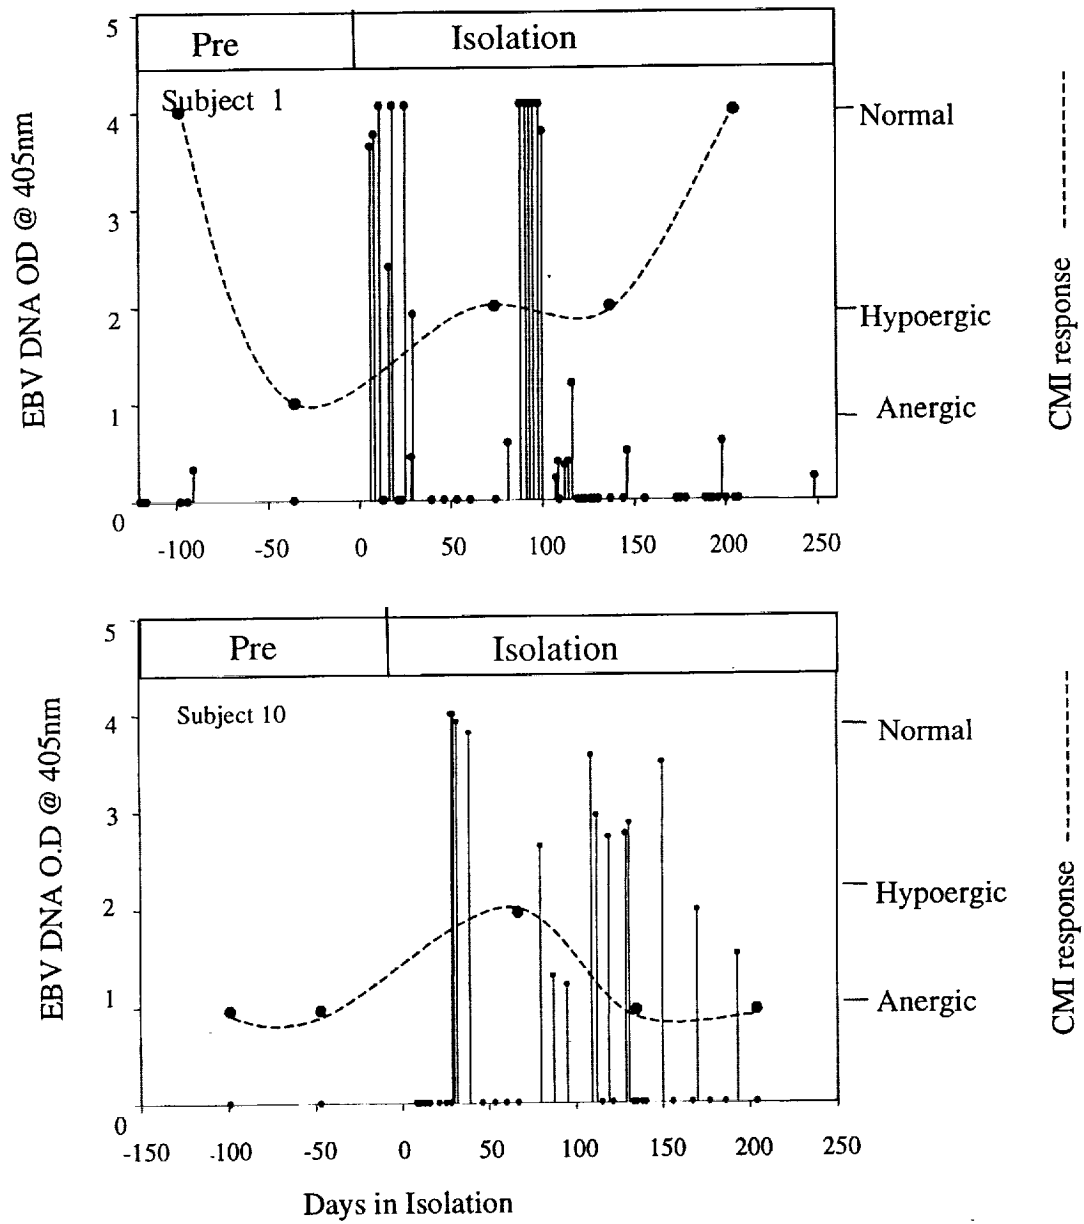 5
Pre
Isolation
Subject 1
4
3
2
1
0
EBV DNA OD @ 405nm
Normal
Hypoergic
Anergic
CMI response
-100
-50
0
50
100
150
200
250
5
Pre
Isolation
Subject 10
4
3
2
1
0
EBV DNA O.D @ 405nm
Normal
Hypoergic
Anergic
CMI response
-150
-100
-50
0
50
100
150
200
250
Days in Isolation